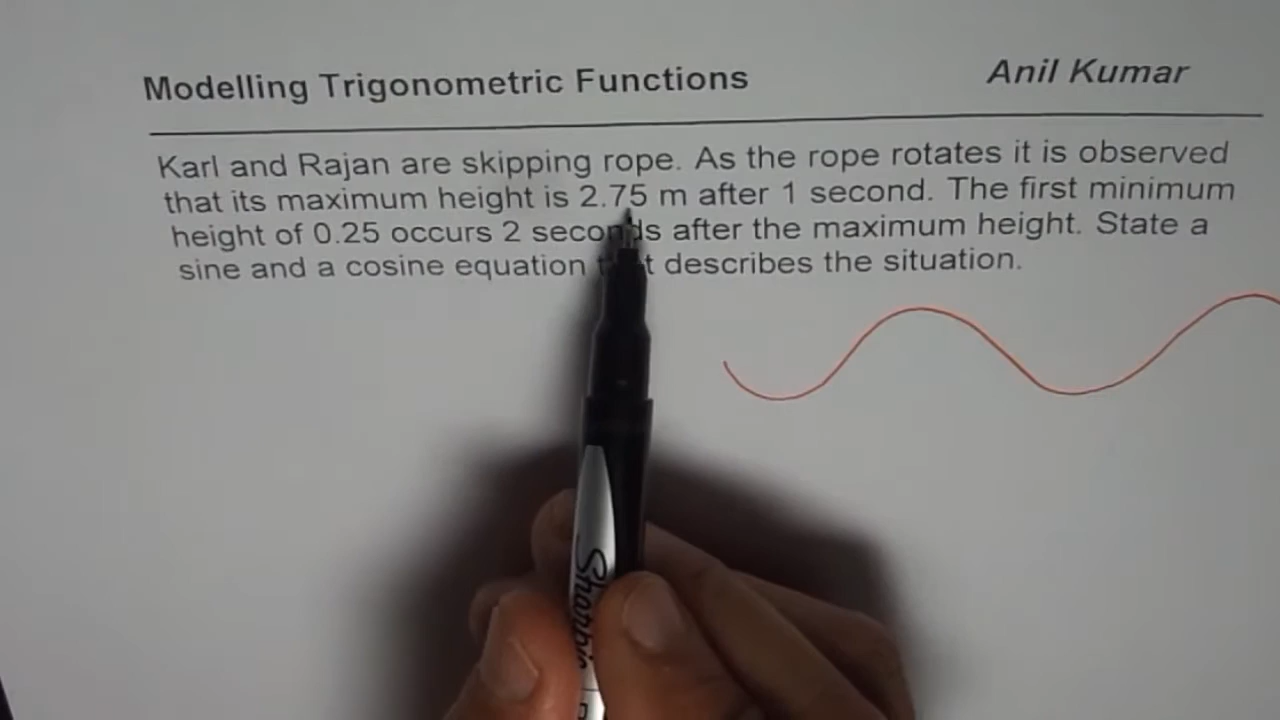 Modelling Trigonometric Functions Anil Kumar
Karl and Rajan are skipping rope. As the rope rotates it is observed
that its maximum height is 2.75 m after 1 second. The first minimum
height of 0.25 occurs 2 seconds after the maximum height. State a
sine and a cosine equation describes the situation.
Sharpie